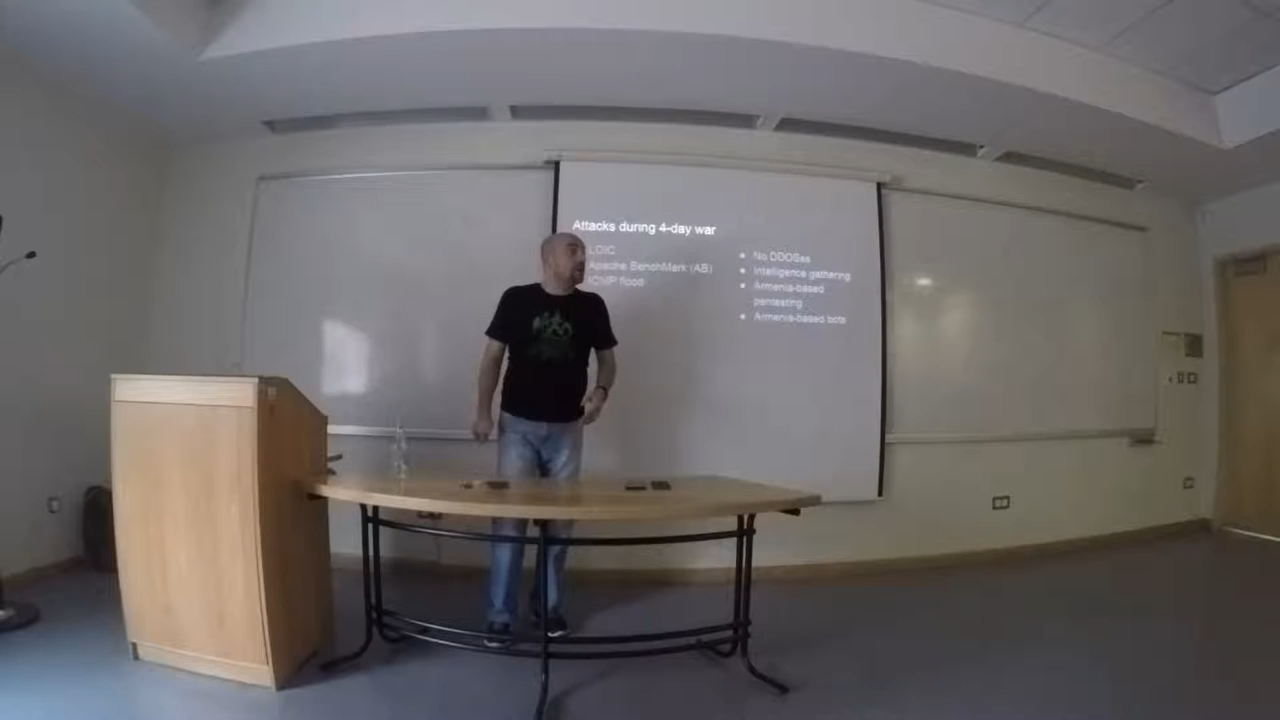 Attacks during 4-day war
LOIC
Apache BenchMark (AB)
ICMP flood
No DDOSes
Intelligence gathering
Armenia-based
pentesting
Armenia-based bots